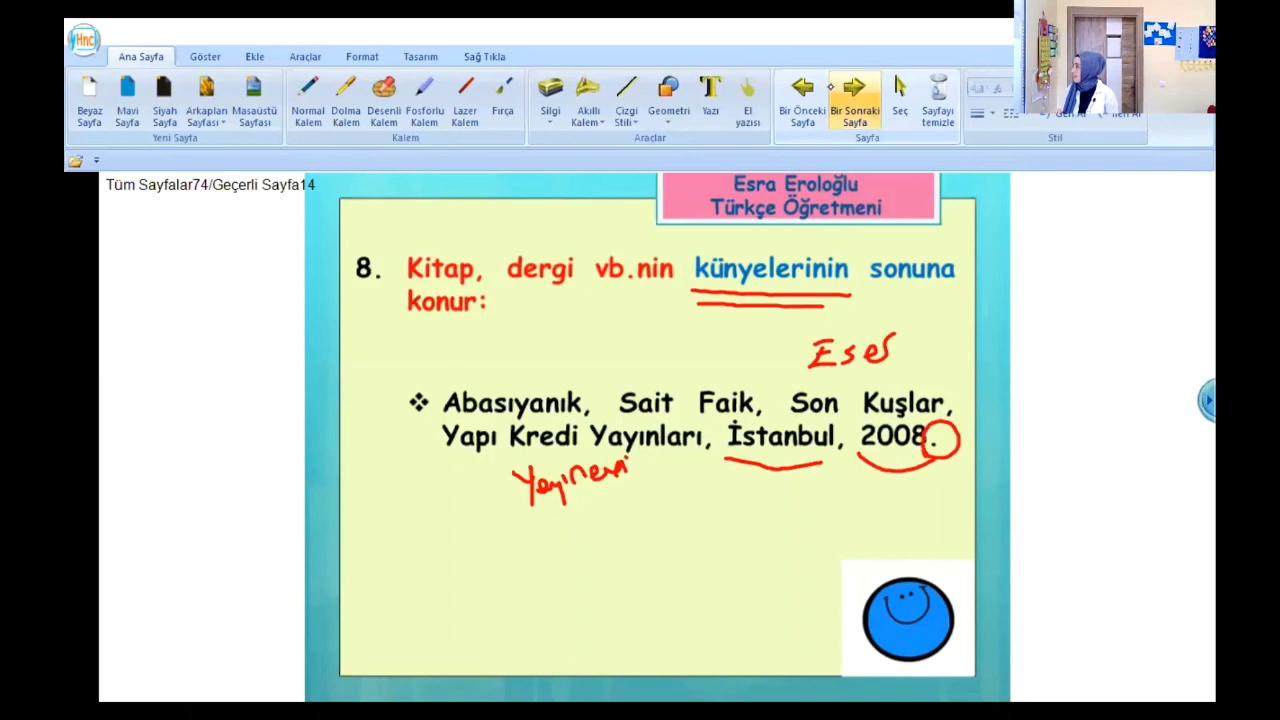 Hnc
Ana Sayfa Göster Ekle Araçlar Format Tasarım Sağ Tıkla
Beyaz Sayfa
Mavi Sayfa
Siyah Sayfa
Arkaplan Sayfası
Masaüstü Sayfası
Yeni Sayfa
Normal Kalem
Dolma Kalem
Desenli Kalem
Fosforlu Kalem
Lazer Kalem
Fırça
Kalem
Silgi
Akıllı Kalem
Çizgi Stili
Geometri
Yazı
El yazısı
Araçlar
Bir Önceki Sayfa
Bir Sonraki Sayfa
Seç
Sayfayı temizle
Sayfa
Stil
Tüm Sayfalar74/Geçerli Sayfa14
Esra Eroloğlu
Türkçe Öğretmeni
8. Kitap, dergi vb.nin künyelerinin sonuna
konur:
Eser
❖ Abasıyanık, Sait Faik, Son Kuşlar,
Yapı Kredi Yayınları, İstanbul, 2008.
Yayınevi